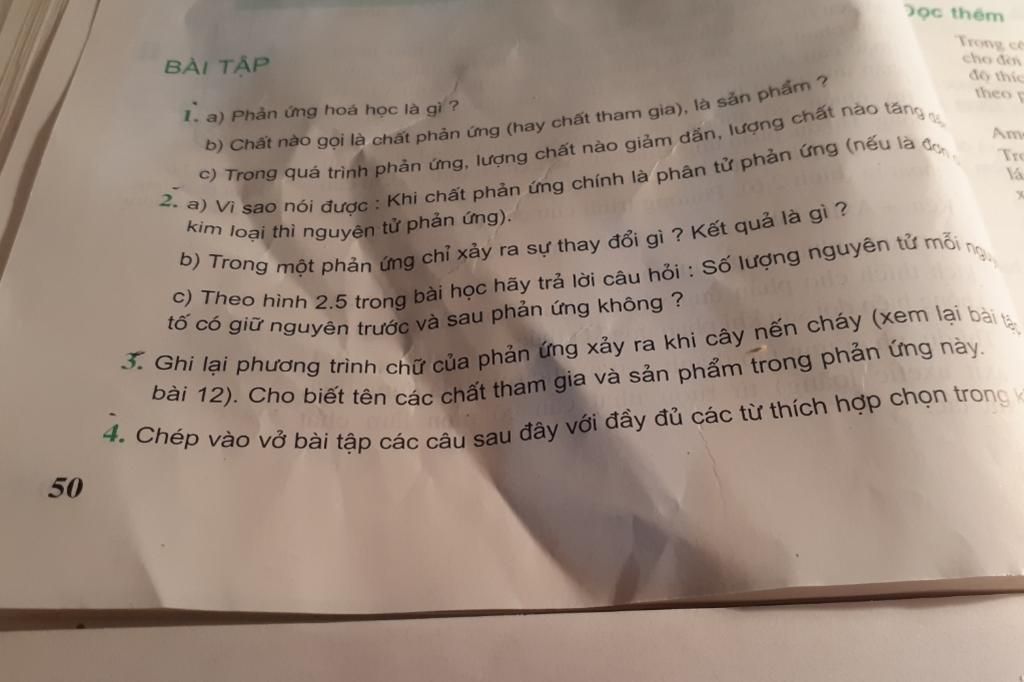 Đọc thêm
Trong
cho đời
độ
theo
BÀI TẬP
1. a) Phản ứng hoá học là gì ?
b) Chất nào gọi là chất phản ứng (hay chất tham gia), là sản phẩm ?
c) Trong quá trình phản ứng, lượng chất nào giảm dần, lượng chất nào tăng
2. a) Vì sao nói được : Khi chất phản ứng chính là phân tử phản ứng (nếu là đơn
kim loại thì nguyên tử phản ứng).
b) Trong một phản ứng chỉ xảy ra sự thay đổi gì ? Kết quả là gì ?
c) Theo hình 2.5 trong bài học hãy trả lời câu hỏi : Số lượng nguyên tử mỗi
tố có giữ nguyên trước và sau phản ứng không ?
3. Ghi lại phương trình chữ của phản ứng xảy ra khi cây nến cháy (xem lại bài
bài 12). Cho biết tên các chất tham gia và sản phẩm trong phản ứng này.
4. Chép vào vở bài tập các câu sau đây với đầy đủ các từ thích hợp chọn trong
50